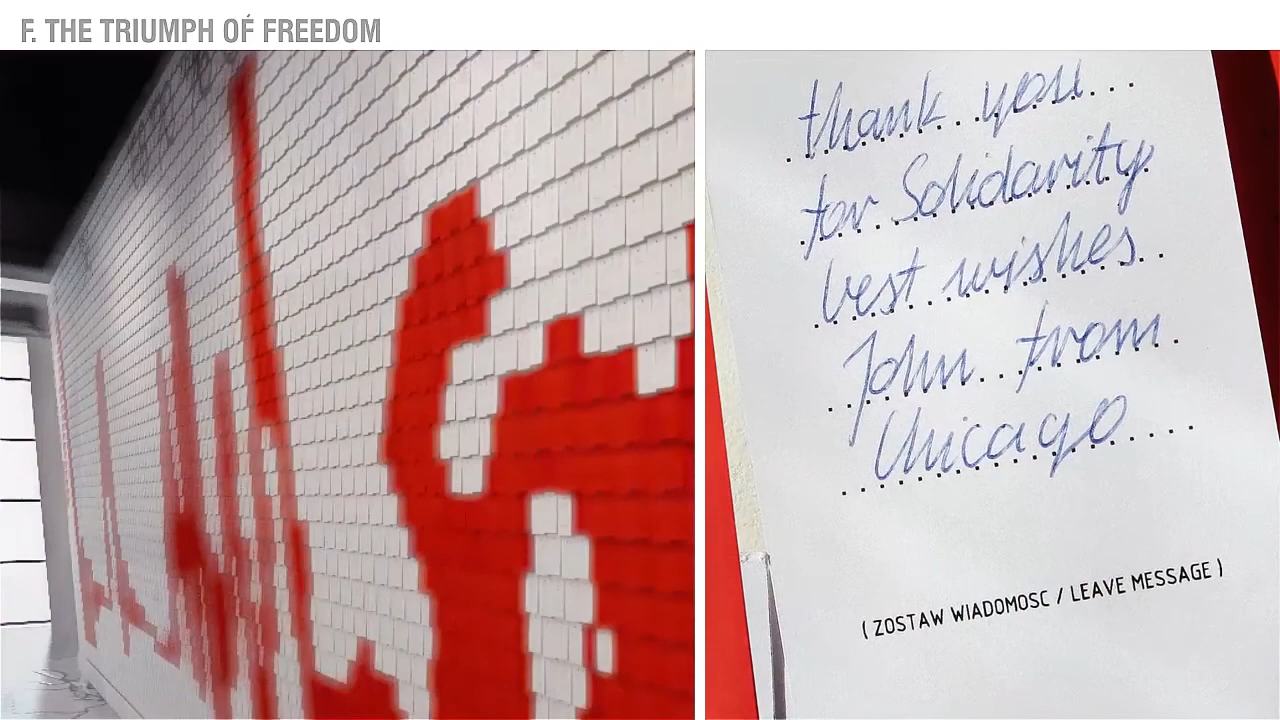 F. THE TRIUMPH OF FREEDOM
thank you
for Solidarity
best wishes
John from
Chicago
( ZOSTAW WIADOMOSC / LEAVE MESSAGE )